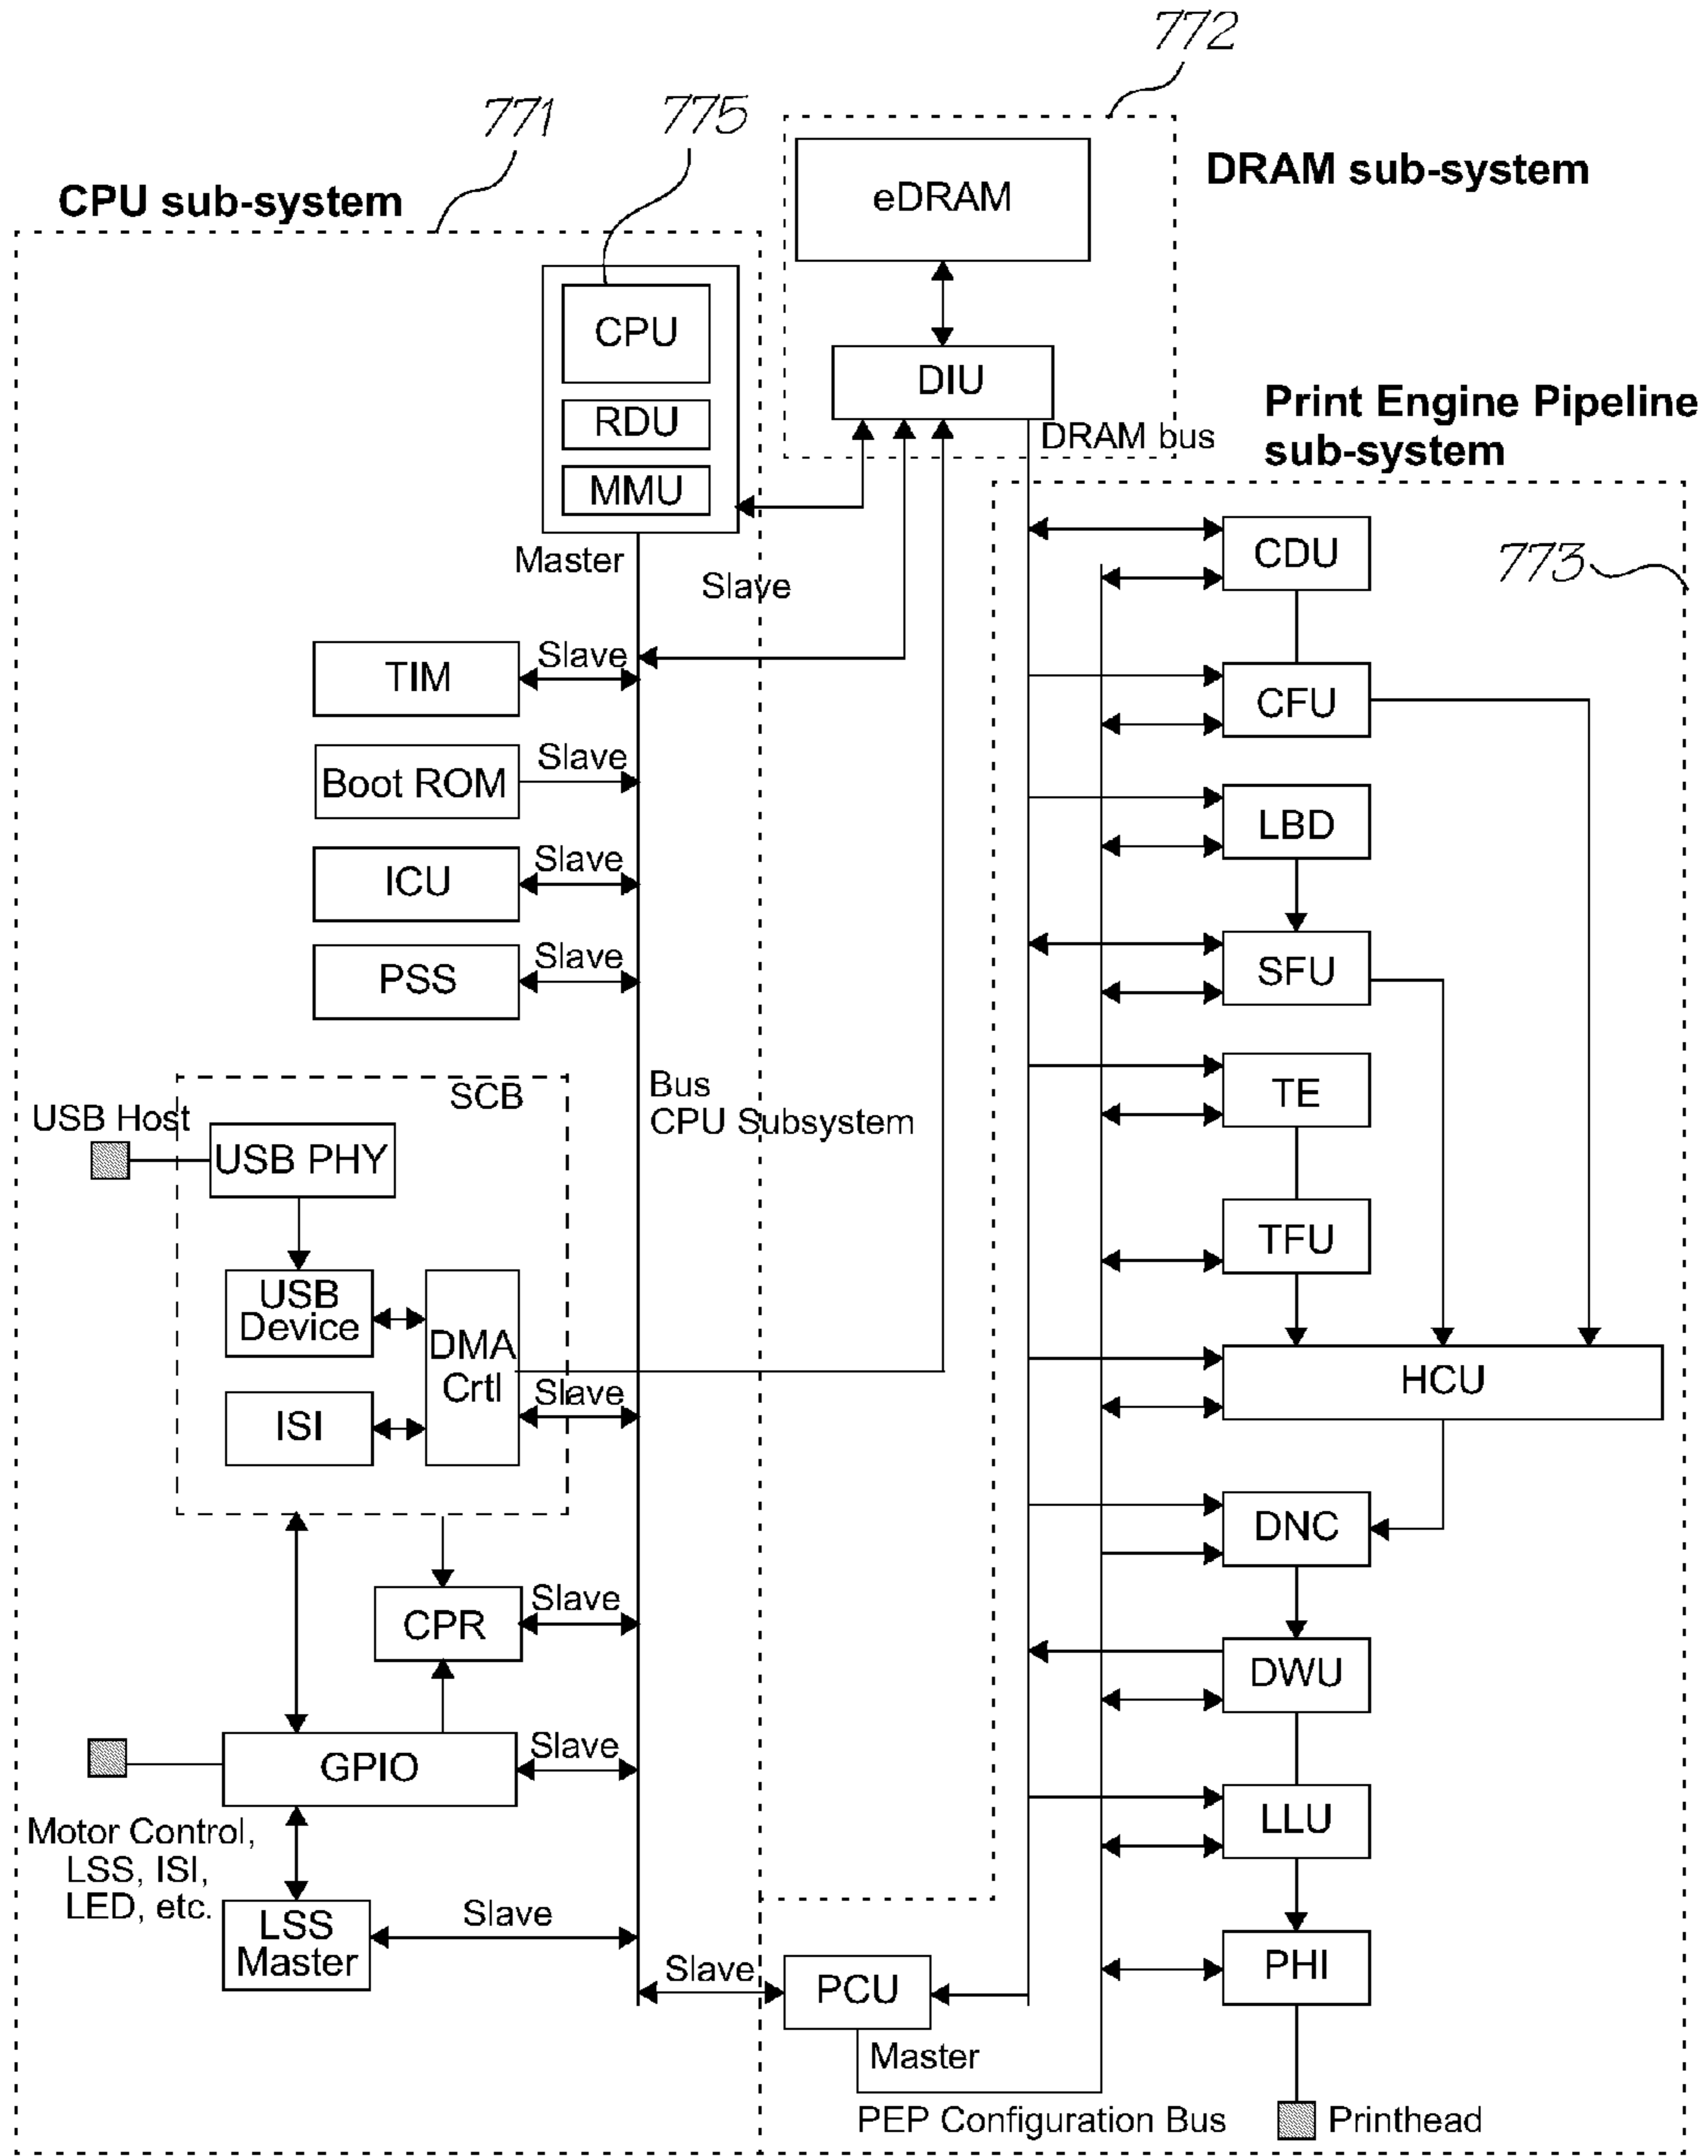 772
771
775
DRAM sub-system
CPU sub-system
eDRAM
CPU
DIU
RDU
DRAM bus
MMU
Print Engine Pipeline
sub-system
Master
Slave
CDU
773
TIM
Slave
CFU
Boot ROM
Slave
LBD
ICU
Slave
PSS
Slave
SFU
SCB
Bus
CPU Subsystem
TE
USB Host
USB PHY
TFU
USB
Device
DMA
Crtl
Slave
ISI
HCU
DNC
CPR
Slave
DWU
GPIO
Slave
LLU
Motor Control,
LSS, ISI,
LED, etc.
LSS
Master
Slave
Slave
PCU
PHI
Master
PEP Configuration Bus
Printhead